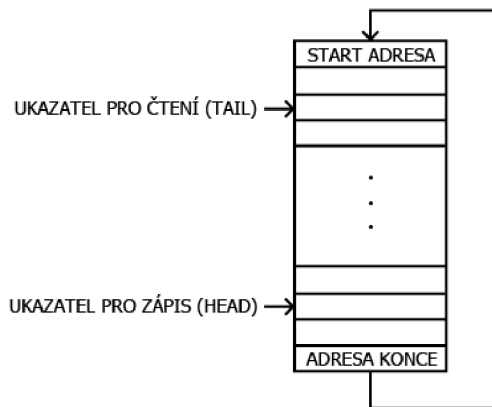 START ADRESA
UKAZATEL PRO ČTENÍ (TAIL)
UKAZATEL PRO ZÁPIS (HEAD)
ADRESA KONCE